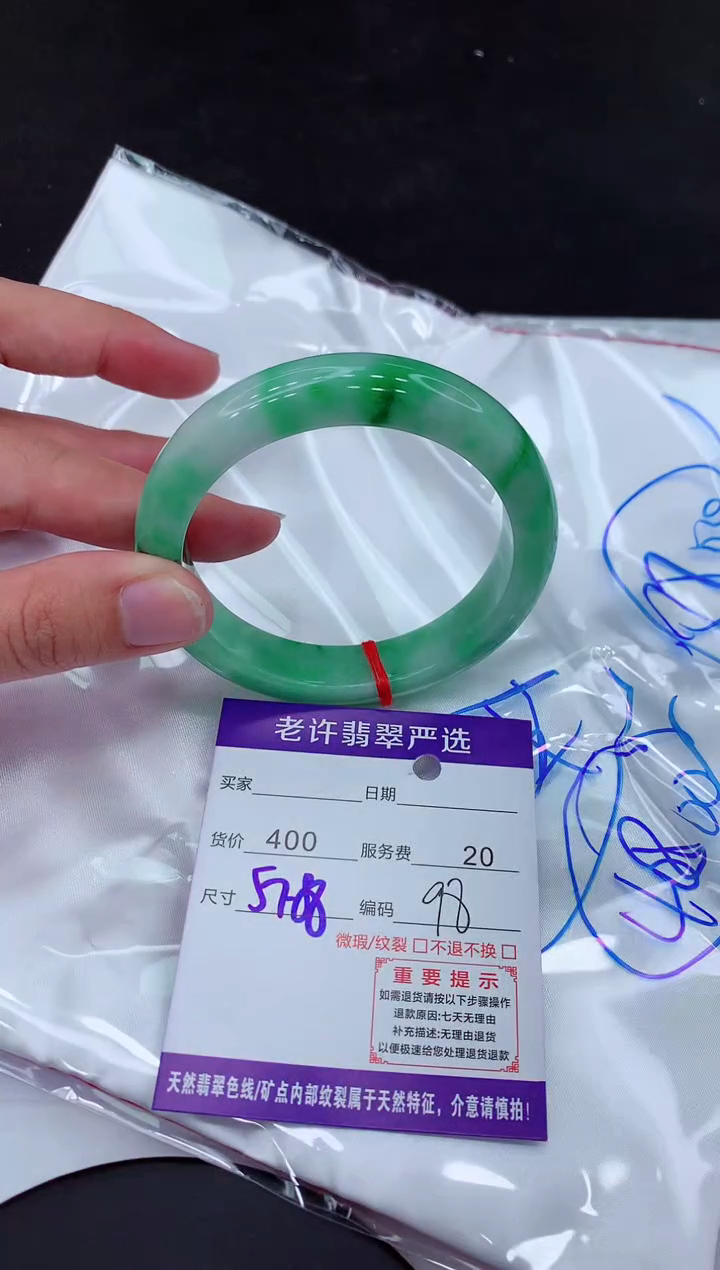 老许翡翠严选
买家 日期
货价 400 服务费 20
尺寸 编码 98
微瑕/纹裂 □ 不退不换 □
重要提示
如需退货请按以下步骤操作
退款原因:七天无理由
补充描述:无理由退货
以便极速给您处理退货退款
天然翡翠色线/矿点内部纹裂属于天然特征，介意请慎拍!